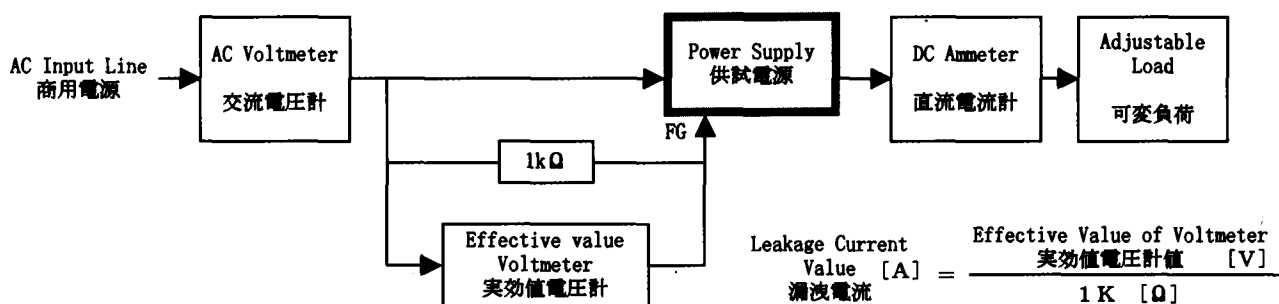 AC Input Line
商用電源
AC Voltmeter
交流電圧計
Power Supply
供試電源
DC Ammeter
直流電流計
Adjustable
Load
可変負荷
FG
1kΩ
Effective value
Voltmeter
実効値電圧計
Leakage Current
Value [A] =
漏洩電流
Effective Value of Voltmeter
実効値電圧計値 [V]
1 K [Ω]